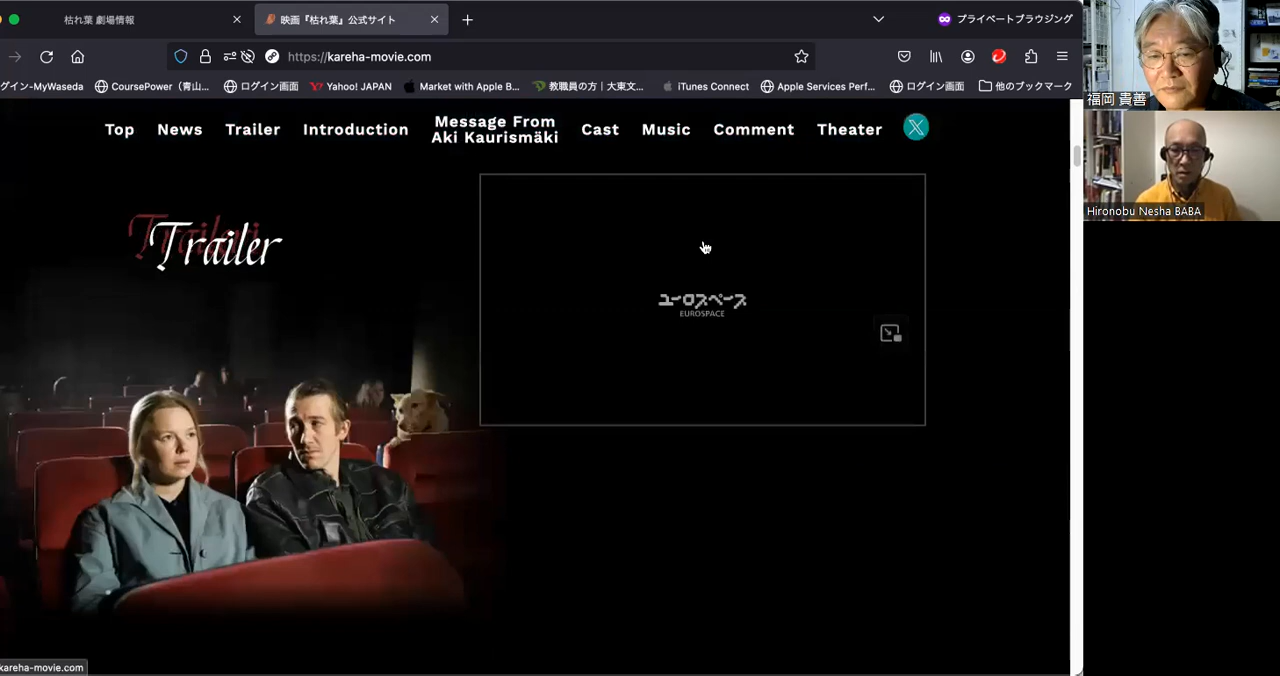 枯れ葉 劇場情報
映画『枯れ葉』公式サイト
プライベートブラウジング
https://kareha-movie.com
グイン-MyWaseda
CoursePower（青山...
ログイン画面
Yahoo! JAPAN
Market with Apple B...
教職員の方｜大東文...
iTunes Connect
Apple Services Perf...
ログイン画面
他のブックマーク
Top
News
Trailer
Introduction
Message From
Aki Kaurismäki
Cast
Music
Comment
Theater
X
Trailer
Trailer
ユーロスペース
EUROSPACE
kareha-movie.com
福岡 貴善
Hironobu Nesha BABA